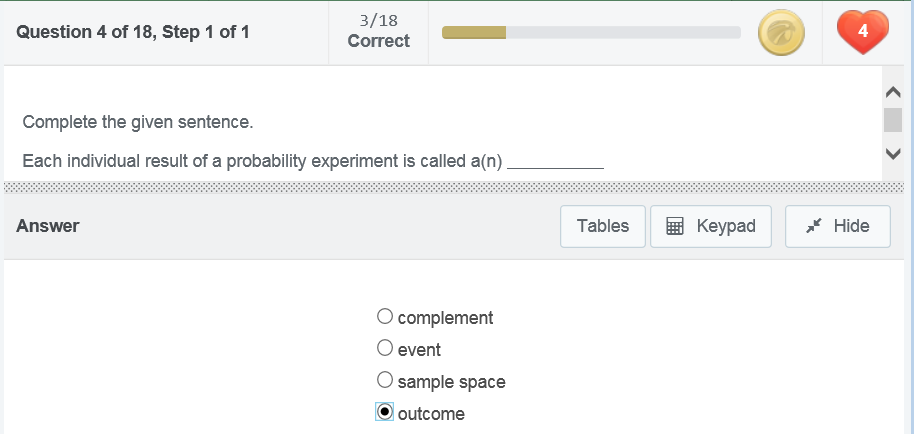 Question 4 of 18, Step 1 of 1
3/18
Correct
4
Complete the given sentence.
Each individual result of a probability experiment is called a(n) __________
Answer
Tables
Keypad
Hide
complement
event
sample space
outcome